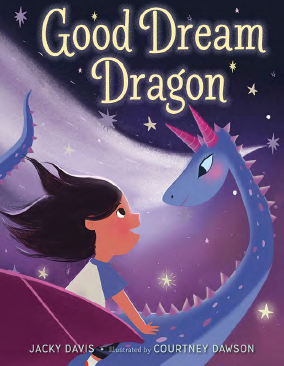 Good Dream
Dragon
JACKY DAVIS • Illustrated by COURTNEY DAWSON